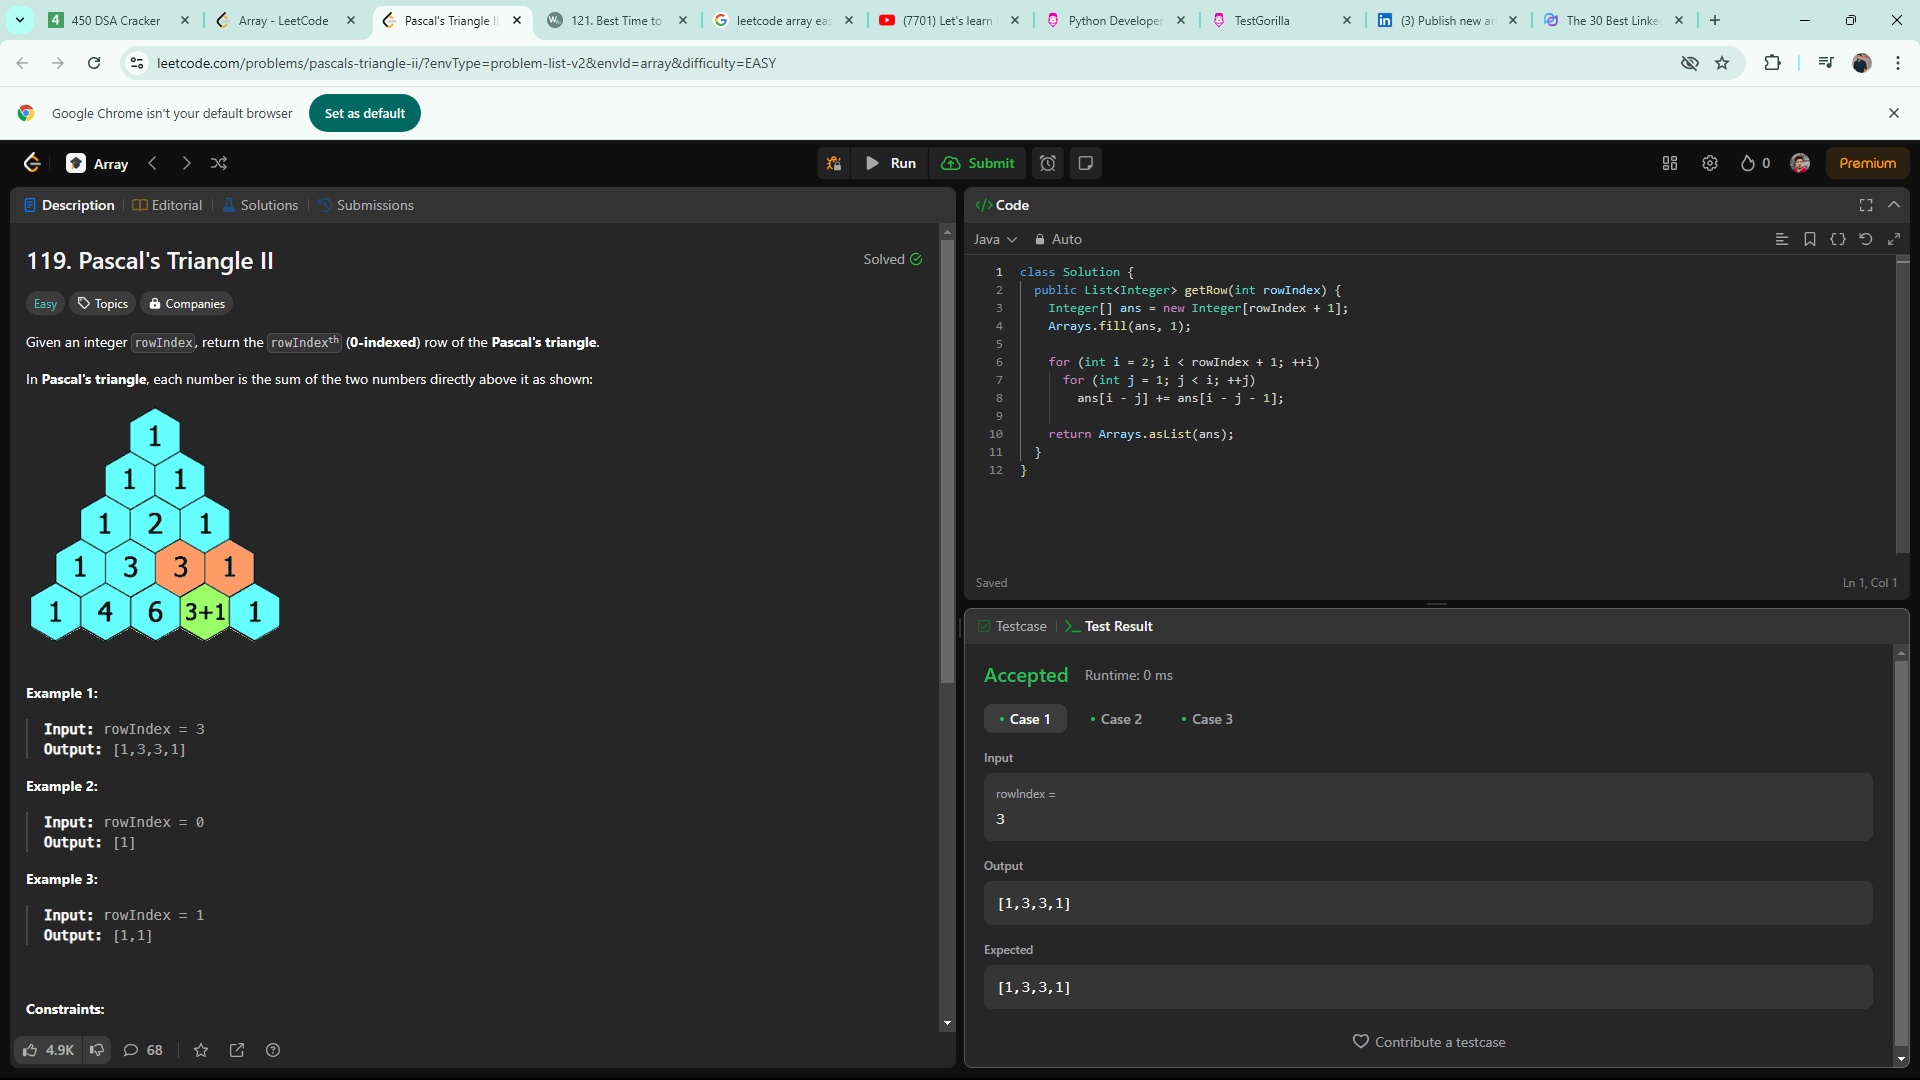 450 DSA Cracker
Array - LeetCode
Pascal's Triangle II
121. Best Time to
leetcode array eas
(7701) Let's learn
Python Developer
TestGorilla
(3) Publish new ar
The 30 Best Linke
leetcode.com/problems/pascals-triangle-ii/?envType=problem-list-v2&envId=array&difficulty=EASY
Google Chrome isn't your default browser
Set as default
Array
Run
Submit
0
Premium
Description
Editorial
Solutions
Submissions
119. Pascal's Triangle II
Solved
Easy
Topics
Companies
Given an integer rowIndex, return the rowIndexth (0-indexed) row of the Pascal's triangle.
In Pascal's triangle, each number is the sum of the two numbers directly above it as shown:
1
1 1
1 2 1
1 3 3 1
1 4 6 3+1 1
Example 1:
Input: rowIndex = 3
Output: [1,3,3,1]
Example 2:
Input: rowIndex = 0
Output: [1]
Example 3:
Input: rowIndex = 1
Output: [1,1]
Constraints:
4.9K
68
</> Code
Java
Auto
1 class Solution {
2 public List<Integer> getRow(int rowIndex) {
3 Integer[] ans = new Integer[rowIndex + 1];
4 Arrays.fill(ans, 1);
5
6 for (int i = 2; i < rowIndex + 1; ++i)
7 for (int j = 1; j < i; ++j)
8 ans[i - j] += ans[i - j - 1];
9
10 return Arrays.asList(ans);
11 }
12 }
Saved
Ln 1, Col 1
Testcase
Test Result
Accepted
Runtime: 0 ms
Case 1
Case 2
Case 3
Input
rowIndex =
3
Output
[1,3,3,1]
Expected
[1,3,3,1]
Contribute a testcase